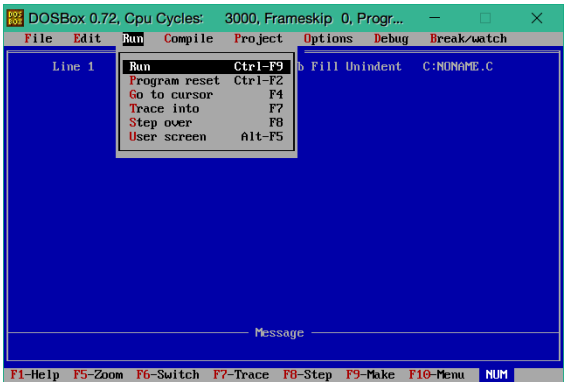 DOS BOX DOSBox 0.72, Cpu Cycles: 3000, Frameskip 0, Progr...
File Edit Run Compile Project Options Debug Break/watch
Line 1 b Fill Unindent C:NONAME.C
Run Ctrl-F9
Program reset Ctrl-F2
Go to cursor F4
Trace into F7
Step over F8
User screen Alt-F5
Message
F1-Help F5-Zoom F6-Switch F7-Trace F8-Step F9-Make F10-Menu NUM